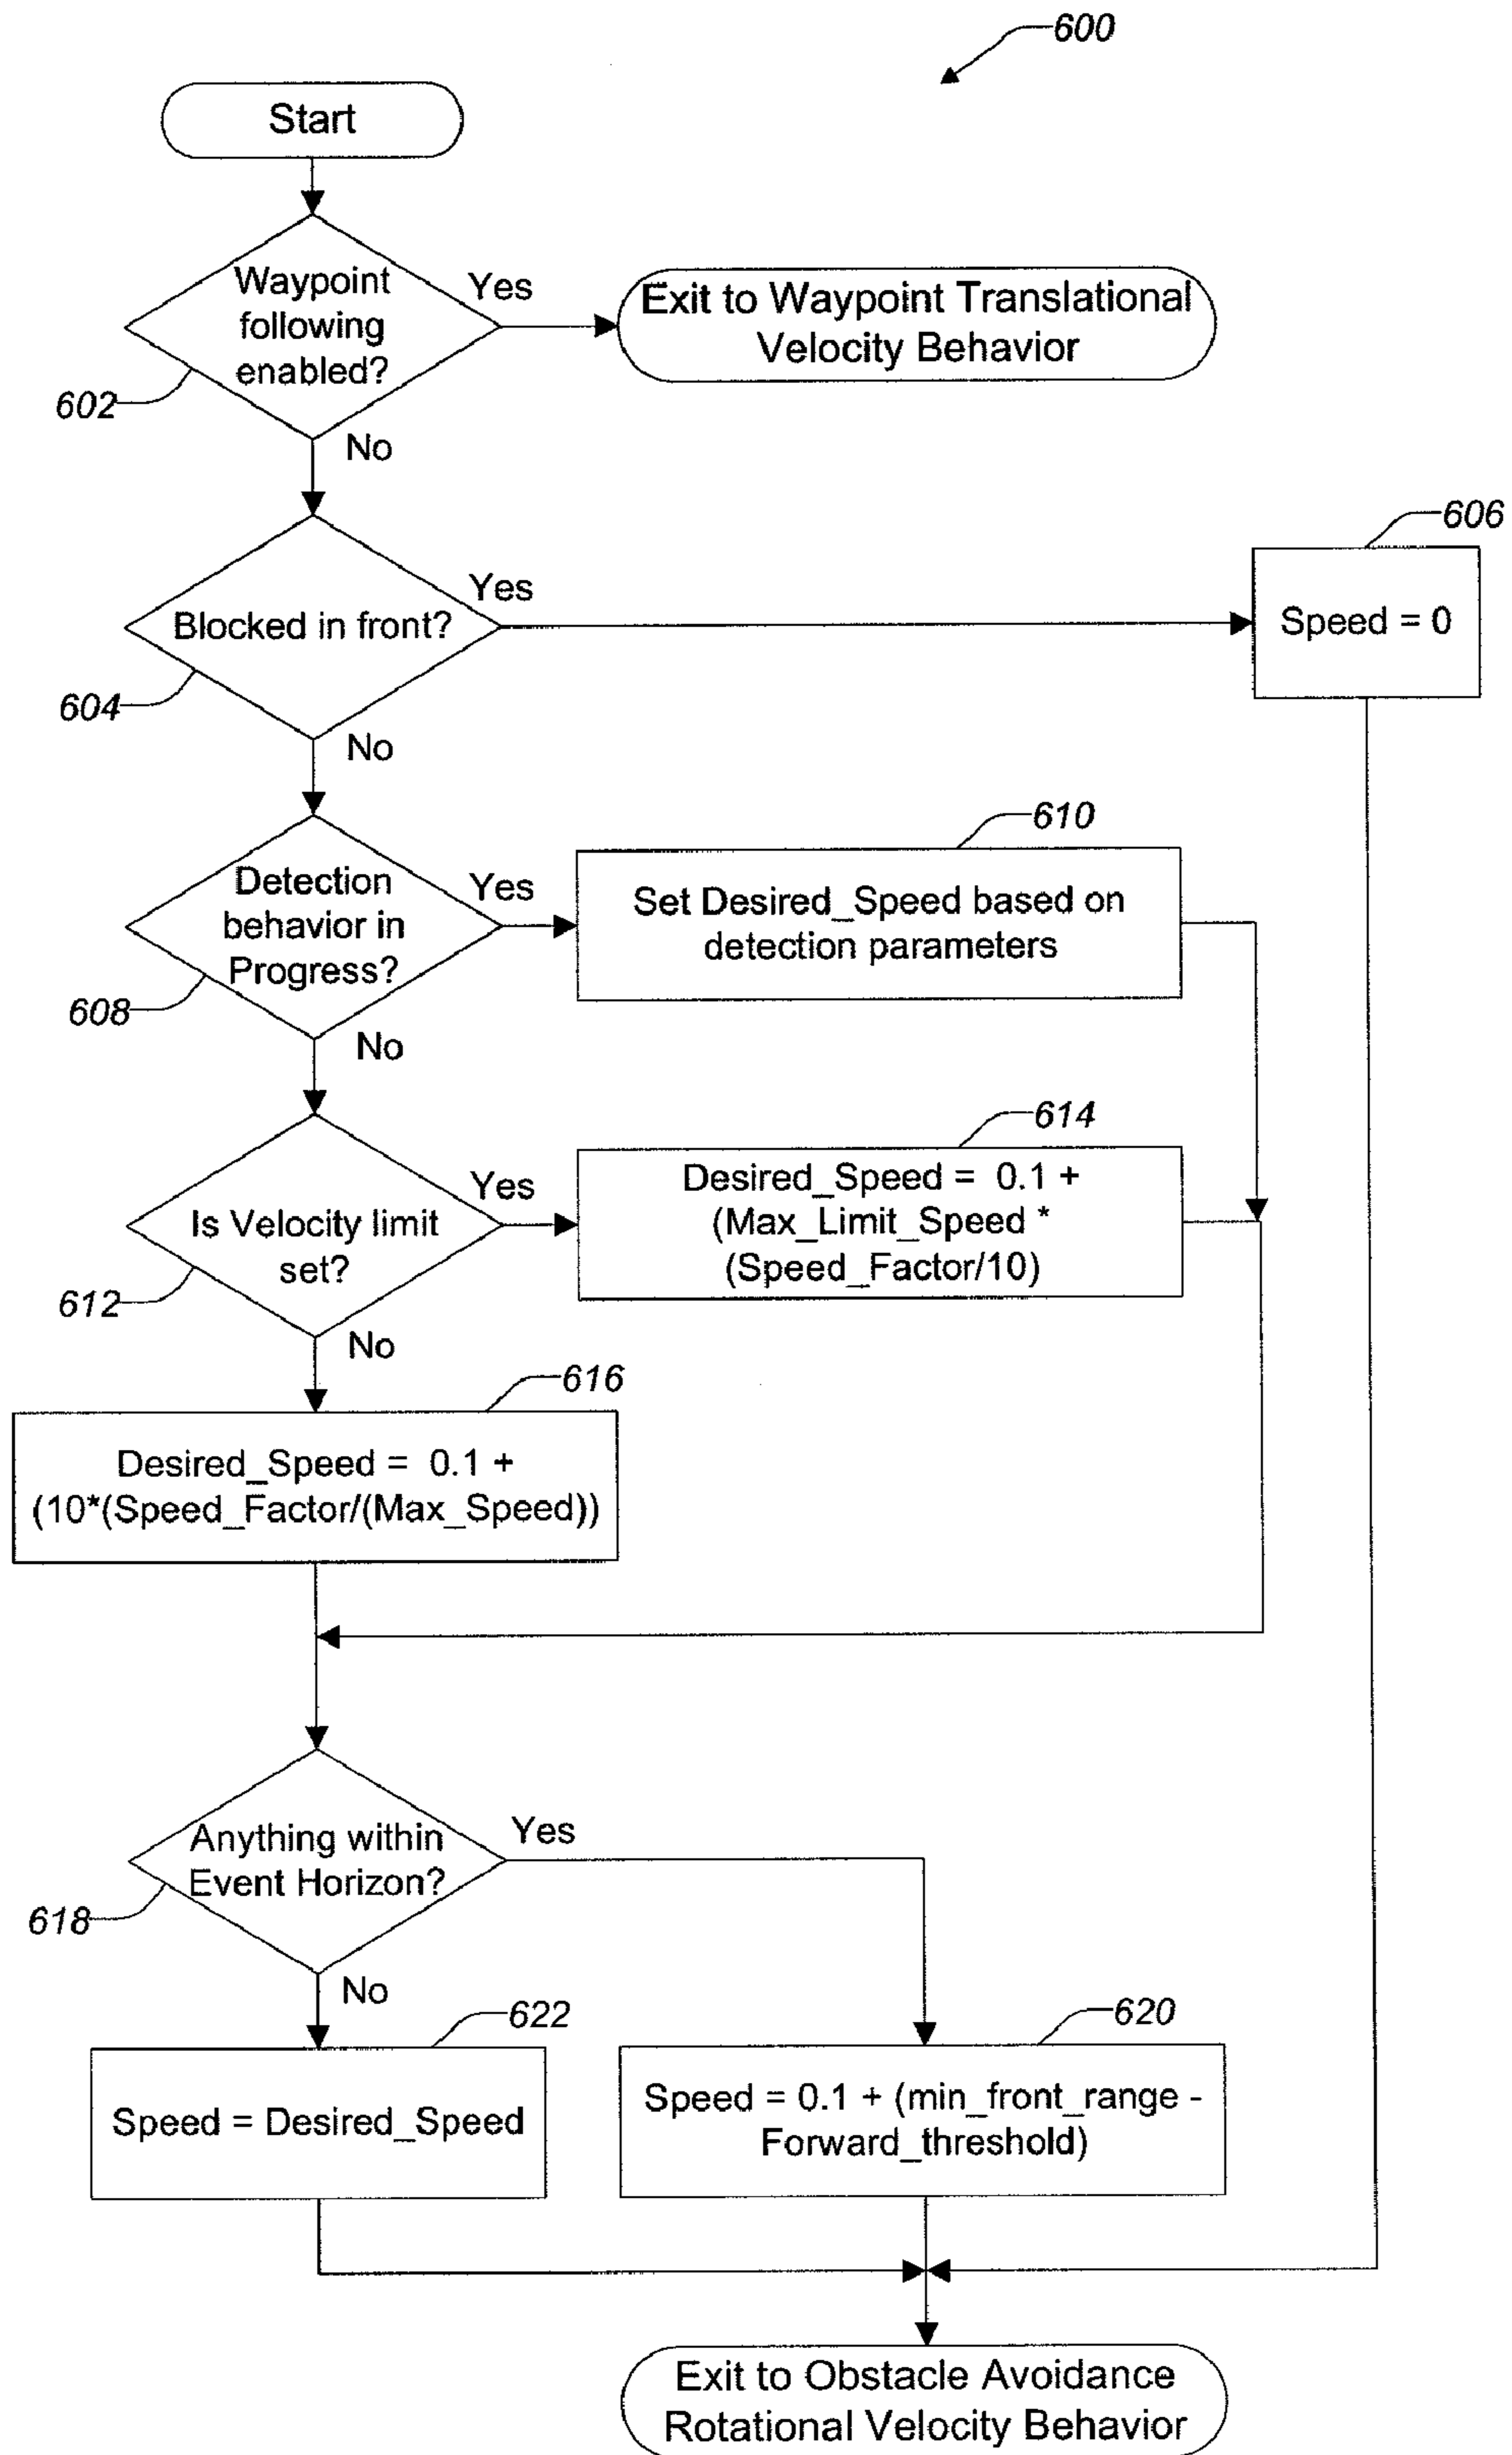 600
Start
Waypoint
following
enabled?
Yes
Exit to Waypoint Translational
Velocity Behavior
602
No
606
Blocked in front?
Yes
Speed = 0
604
No
610
Detection
behavior in
Progress?
Yes
Set Desired_Speed based on
detection parameters
608
No
614
Is Velocity limit
set?
Yes
Desired_Speed = 0.1 +
(Max_Limit_Speed *
(Speed_Factor/10)
612
No
616
Desired_Speed = 0.1 +
(10*(Speed_Factor/(Max_Speed))
Anything within
Event Horizon?
Yes
618
No
622
620
Speed = Desired_Speed
Speed = 0.1 + (min_front_range -
Forward_threshold)
Exit to Obstacle Avoidance
Rotational Velocity Behavior